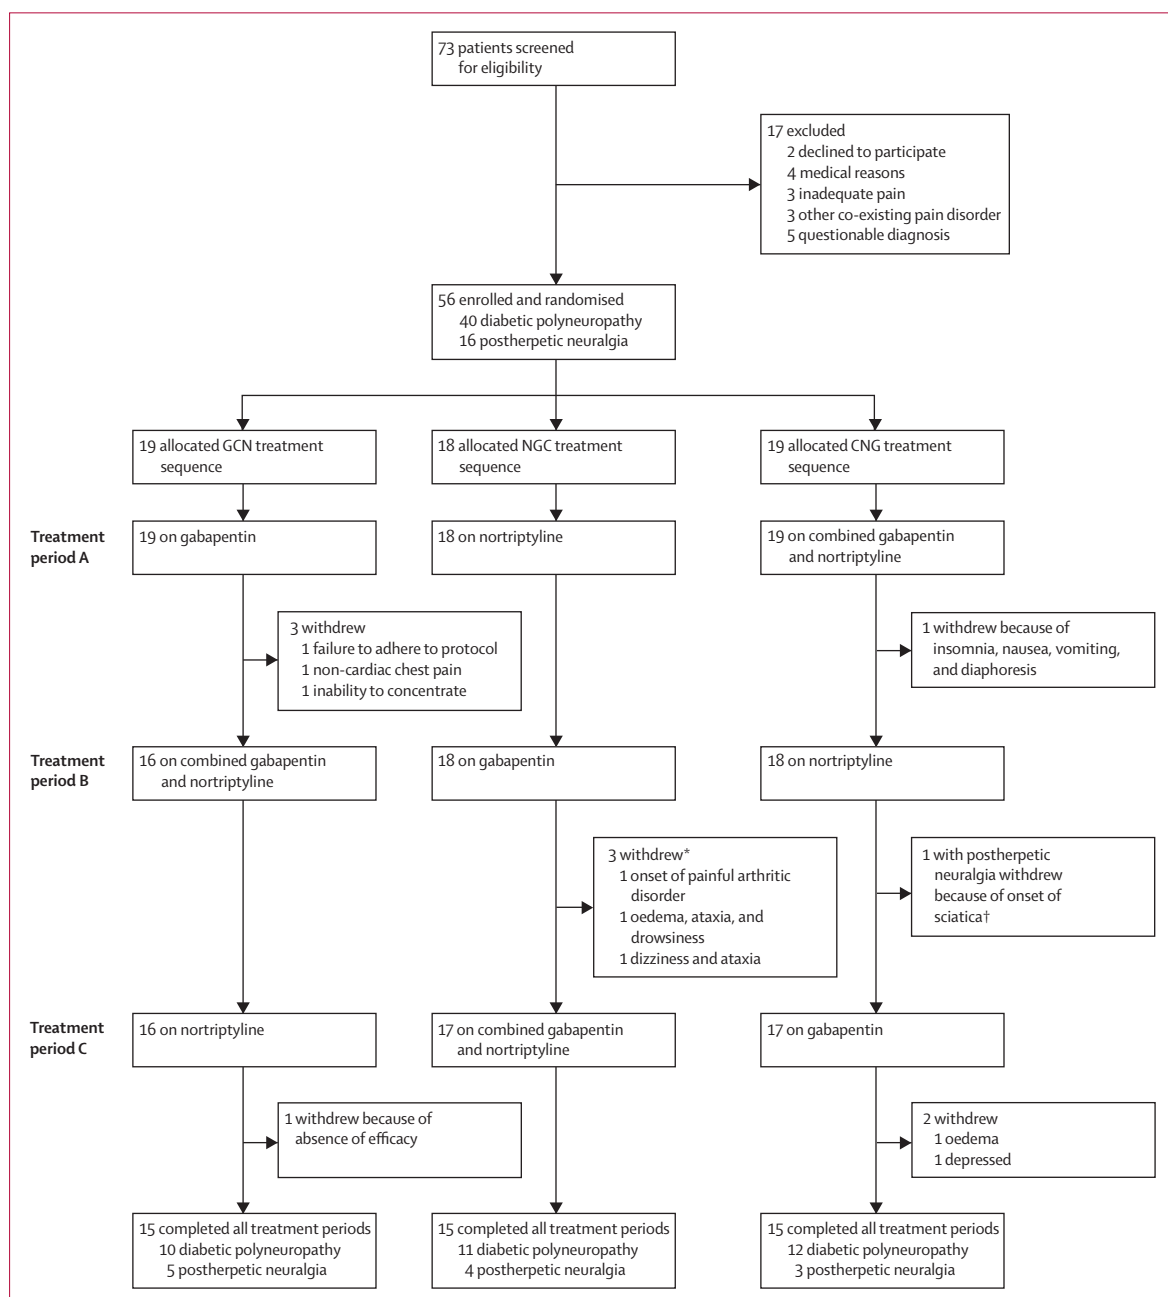 73 patients screened
for eligibility
17 excluded
2 declined to participate
4 medical reasons
3 inadequate pain
3 other co-existing pain disorder
5 questionable diagnosis
56 enrolled and randomised
40 diabetic polyneuropathy
16 postherpetic neuralgia
19 allocated GCN treatment
sequence
18 allocated NGC treatment
sequence
19 allocated CNG treatment
sequence
Treatment
period A
19 on gabapentin
18 on nortriptyline
19 on combined gabapentin
and nortriptyline
3 withdrew
1 failure to adhere to protocol
1 non-cardiac chest pain
1 inability to concentrate
1 withdrew because of
insomnia, nausea, vomiting,
and diaphoresis
Treatment
period B
16 on combined gabapentin
and nortriptyline
18 on gabapentin
18 on nortriptyline
3 withdrew*
1 onset of painful arthritic
disorder
1 oedema, ataxia, and
drowsiness
1 dizziness and ataxia
1 with postherpetic
neuralgia withdrew
because of onset of
sciatica†
Treatment
period C
16 on nortriptyline
17 on combined gabapentin
and nortriptyline
17 on gabapentin
1 withdrew because of
absence of efficacy
2 withdrew
1 oedema
1 depressed
15 completed all treatment periods
10 diabetic polyneuropathy
5 postherpetic neuralgia
15 completed all treatment periods
11 diabetic polyneuropathy
4 postherpetic neuralgia
15 completed all treatment periods
12 diabetic polyneuropathy
3 postherpetic neuralgia